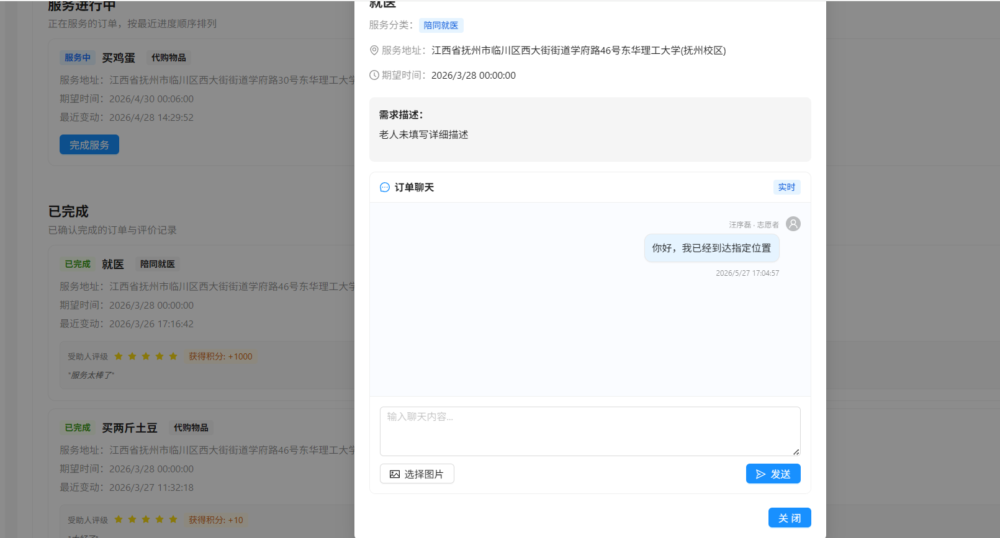 服务进行中
正在服务的订单，按最近进度顺序排列
服务中 买鸡蛋 代购物品
服务地址：江西省抚州市临川区西大街街道学府路30号东华理工大学
期望时间：2026/4/30 00:06:00
最近变动：2026/4/28 14:29:52
完成服务
已完成
已确认完成的订单与评价记录
已完成 就医 陪同就医
服务地址：江西省抚州市临川区西大街街道学府路46号东华理工大学
期望时间：2026/3/28 00:00:00
最近变动：2026/3/26 17:16:42
受助人评级 获得积分: +1000
"服务太棒了"
已完成 买两斤土豆 代购物品
服务地址：江西省抚州市临川区西大街街道学府路46号东华理工大学
期望时间：2026/3/28 00:00:00
最近变动：2026/3/27 11:32:18
受助人评级 获得积分: +10
就医
服务分类：陪同就医
服务地址：江西省抚州市临川区西大街街道学府路46号东华理工大学(抚州校区)
期望时间：2026/3/28 00:00:00
需求描述：
老人未填写详细描述
订单聊天 实时
汪序磊 · 志愿者
你好，我已经到达指定位置
2026/5/27 17:04:57
输入聊天内容...
选择图片 发送
关 闭